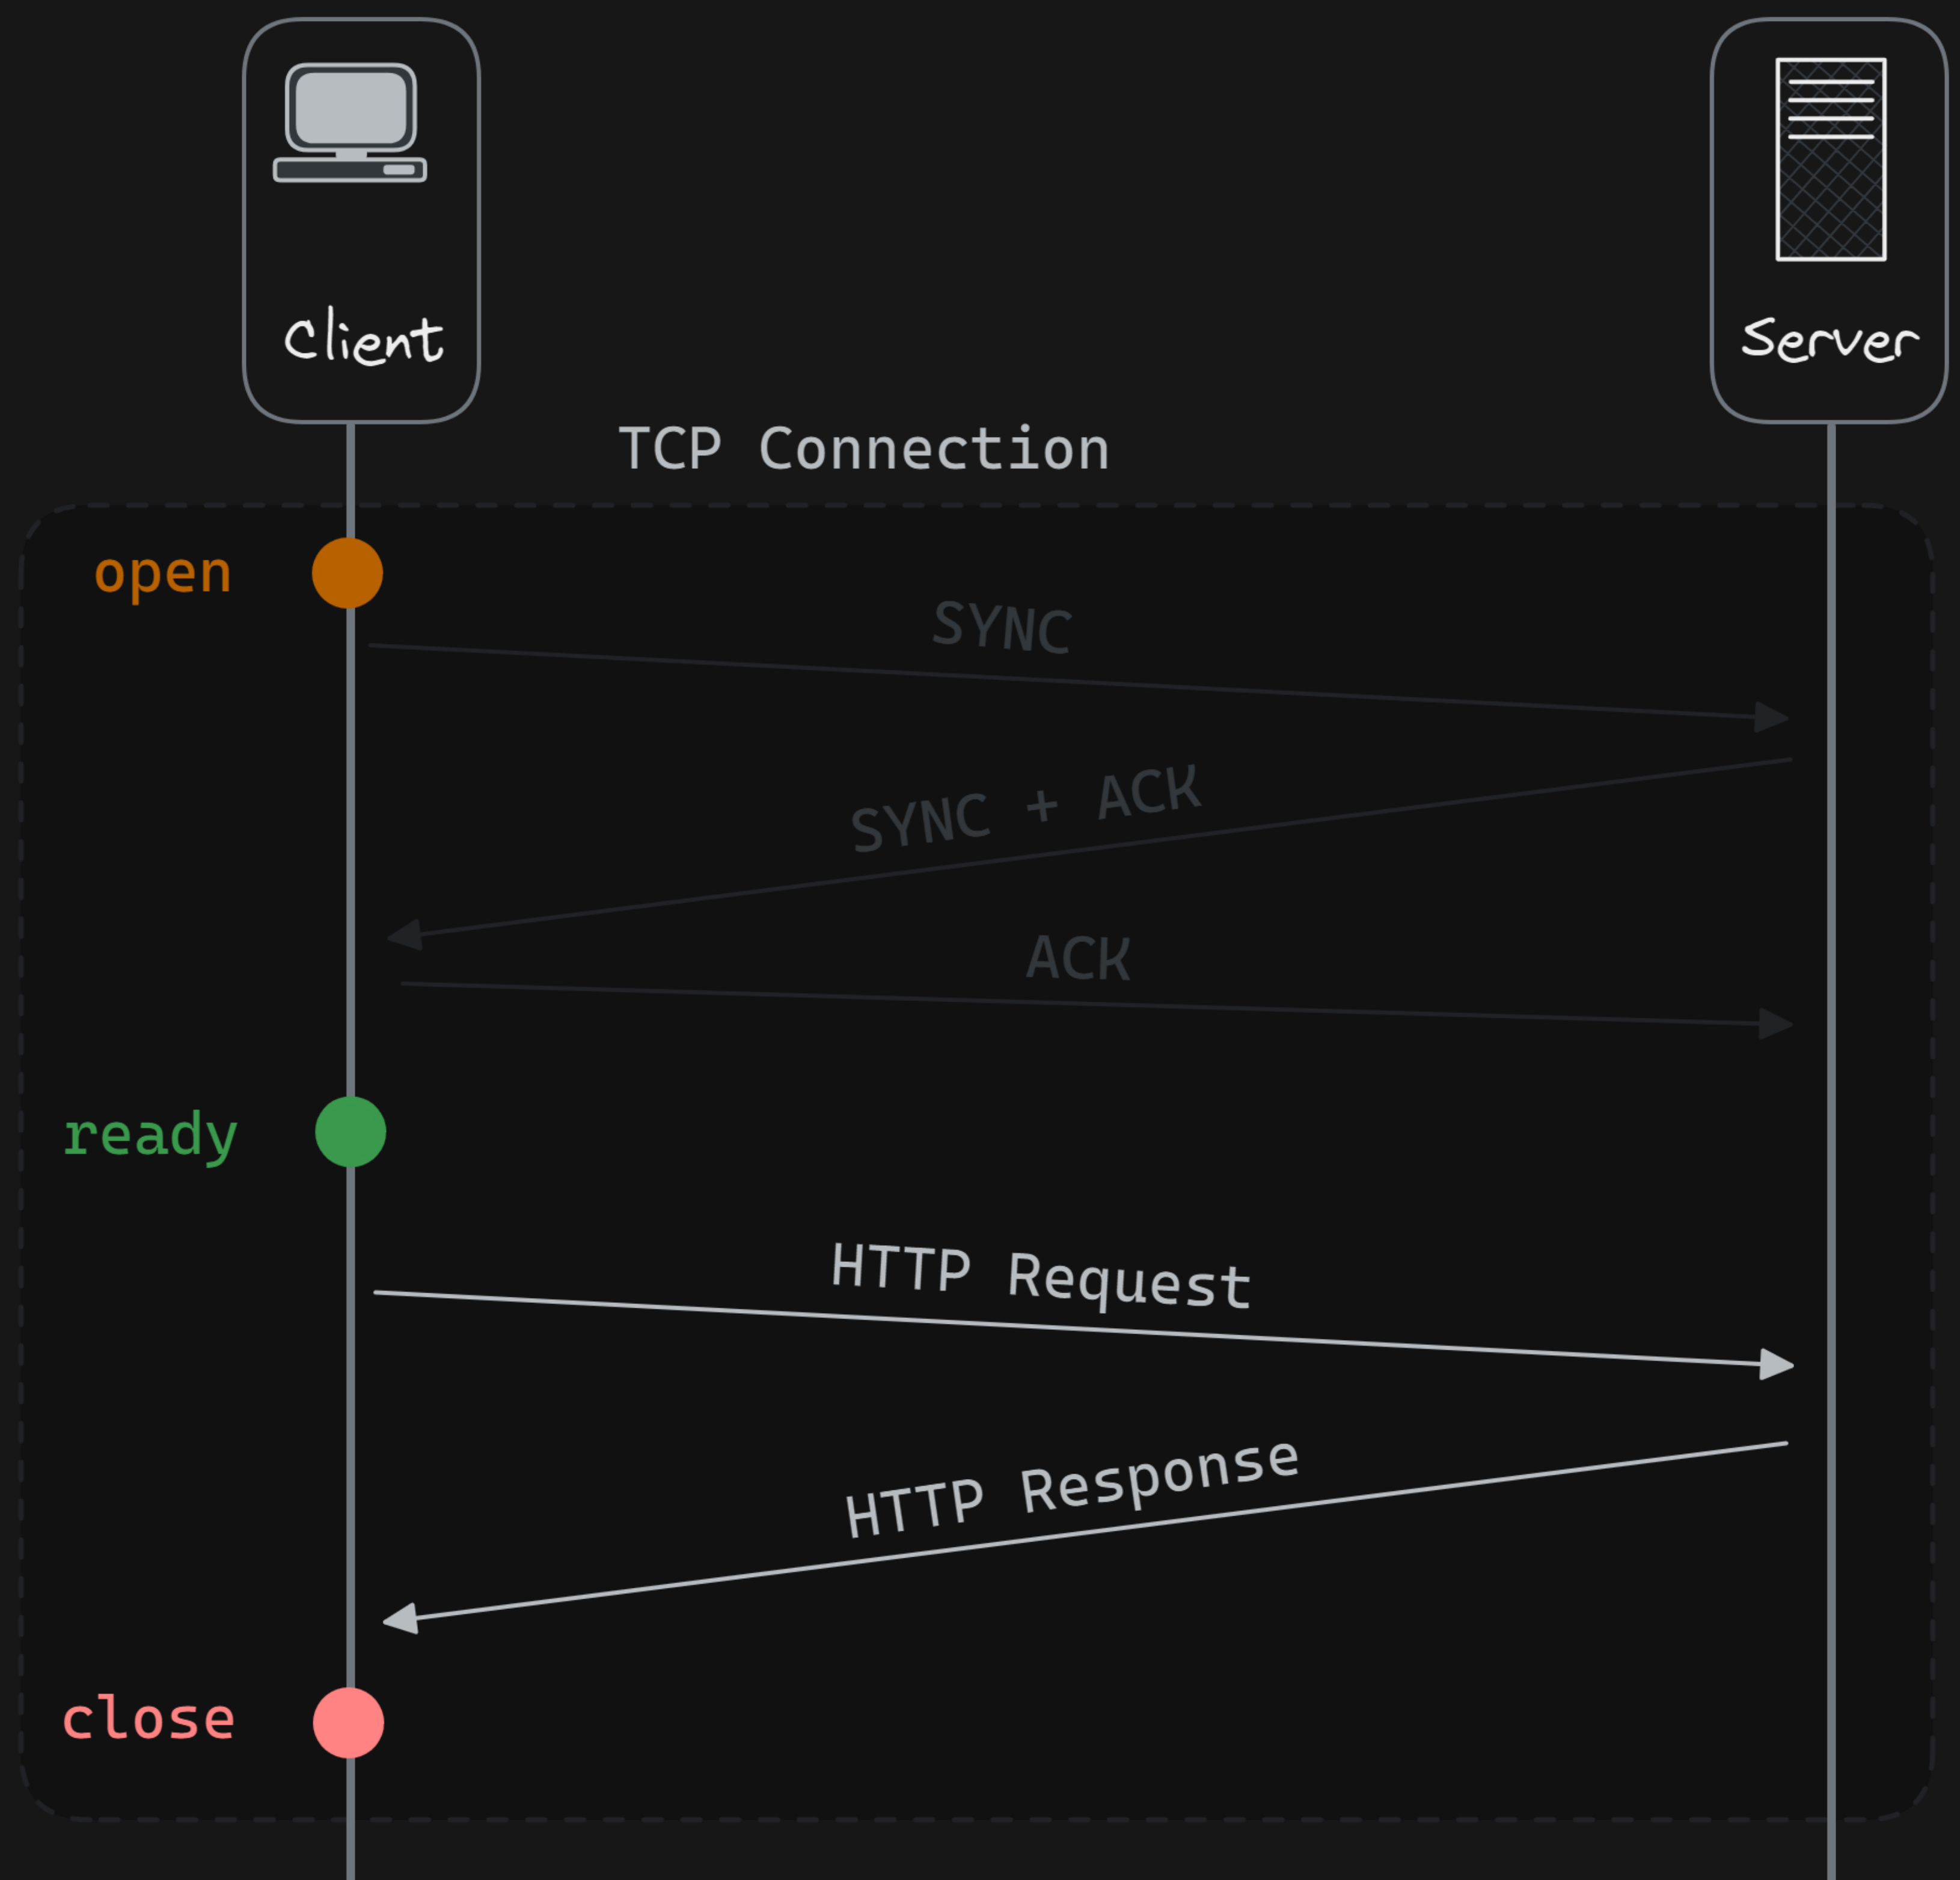 Client
Server
TCP Connection
open
SYNC
SYNC + ACK
ACK
ready
HTTP Request
HTTP Response
close